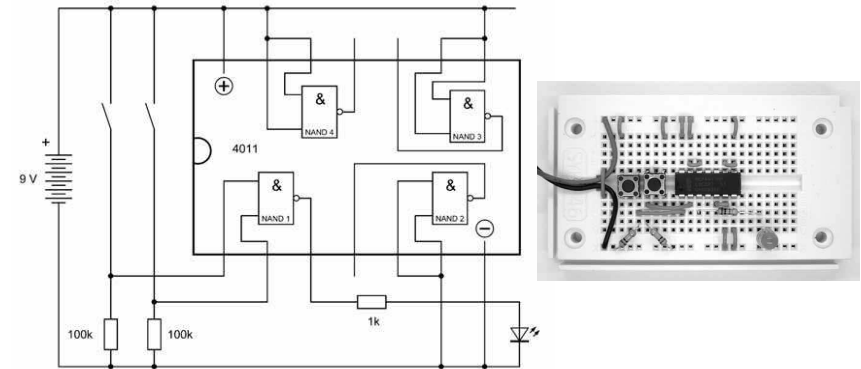 +
&
NAND 4
&
NAND 3
4011
+
9 V
&
NAND 1
&
NAND 2
−
100k
100k
1k